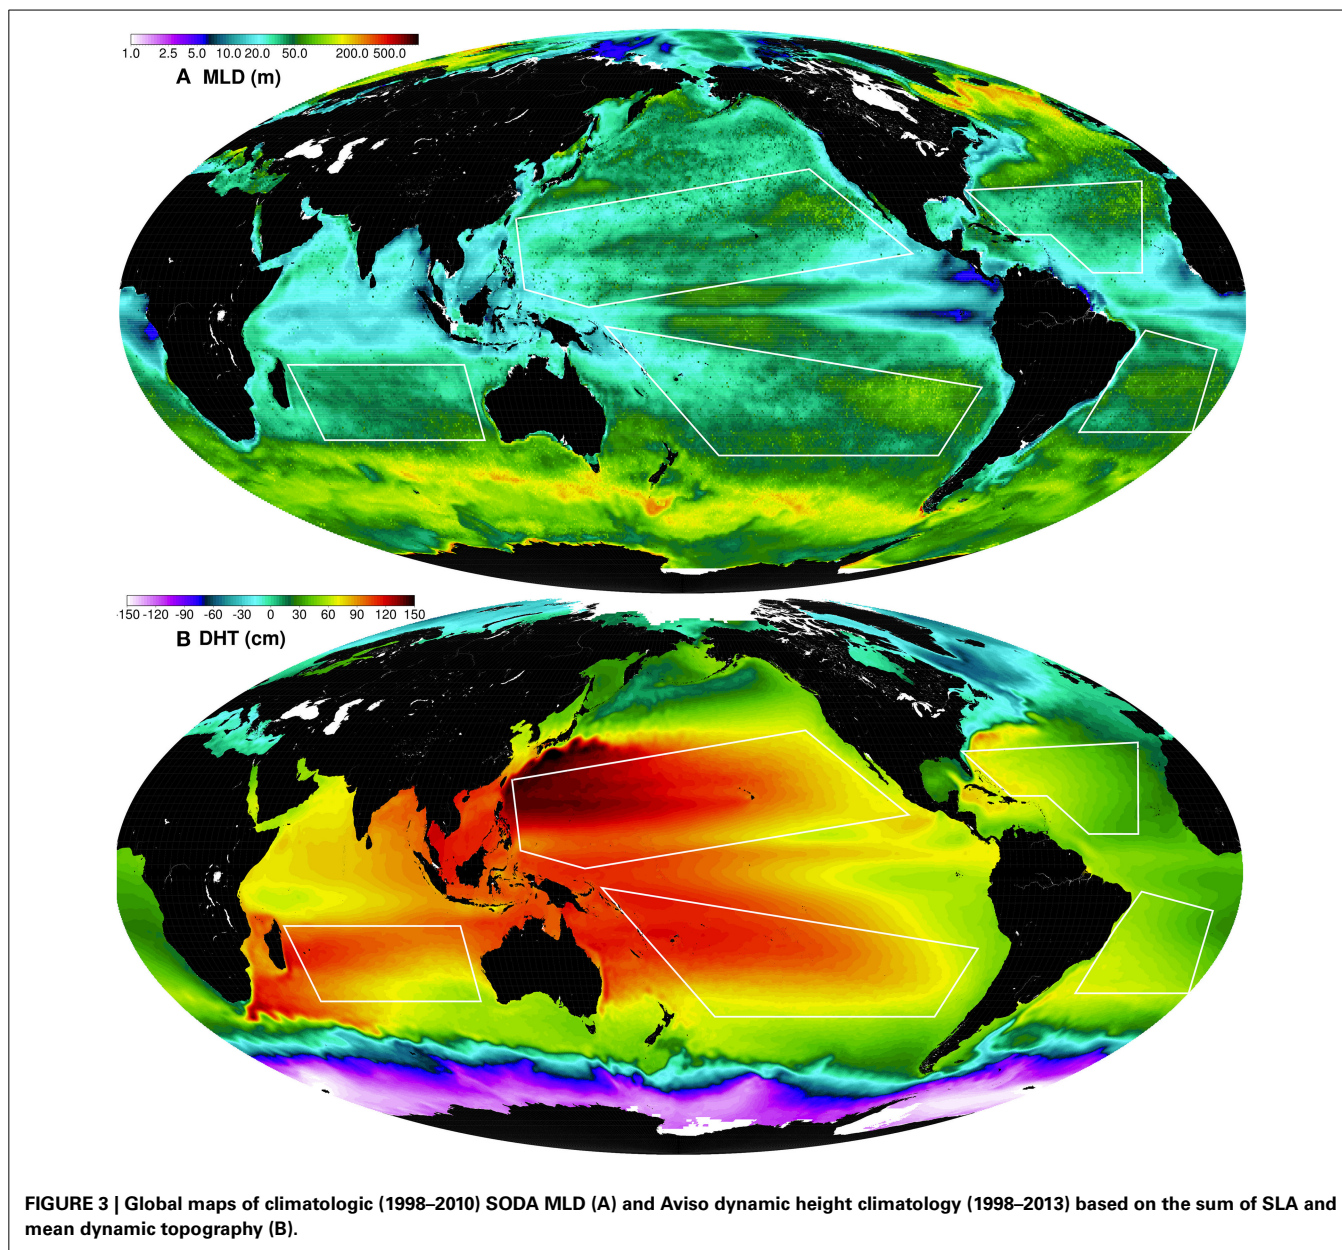 1.0 2.5 5.0 10.0 20.0 50.0 200.0 500.0
A MLD (m)
-150 -120 -90 -60 -30 0 30 60 90 120 150
B DHT (cm)
FIGURE 3 | Global maps of climatologic (1998–2010) SODA MLD (A) and Aviso dynamic height climatology (1998–2013) based on the sum of SLA and
mean dynamic topography (B).